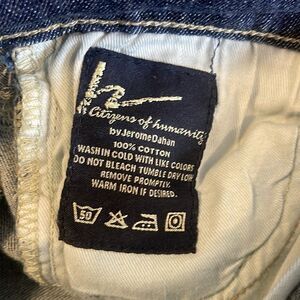 Citizens of humanity
by Jerome Dahan
100% COTTON
WASH IN COLD WITH LIKE COLORS
DO NOT BLEACH TUMBLE DRY LOW
REMOVE PROMPTLY.
WARM IRON IF DESIRED.
50